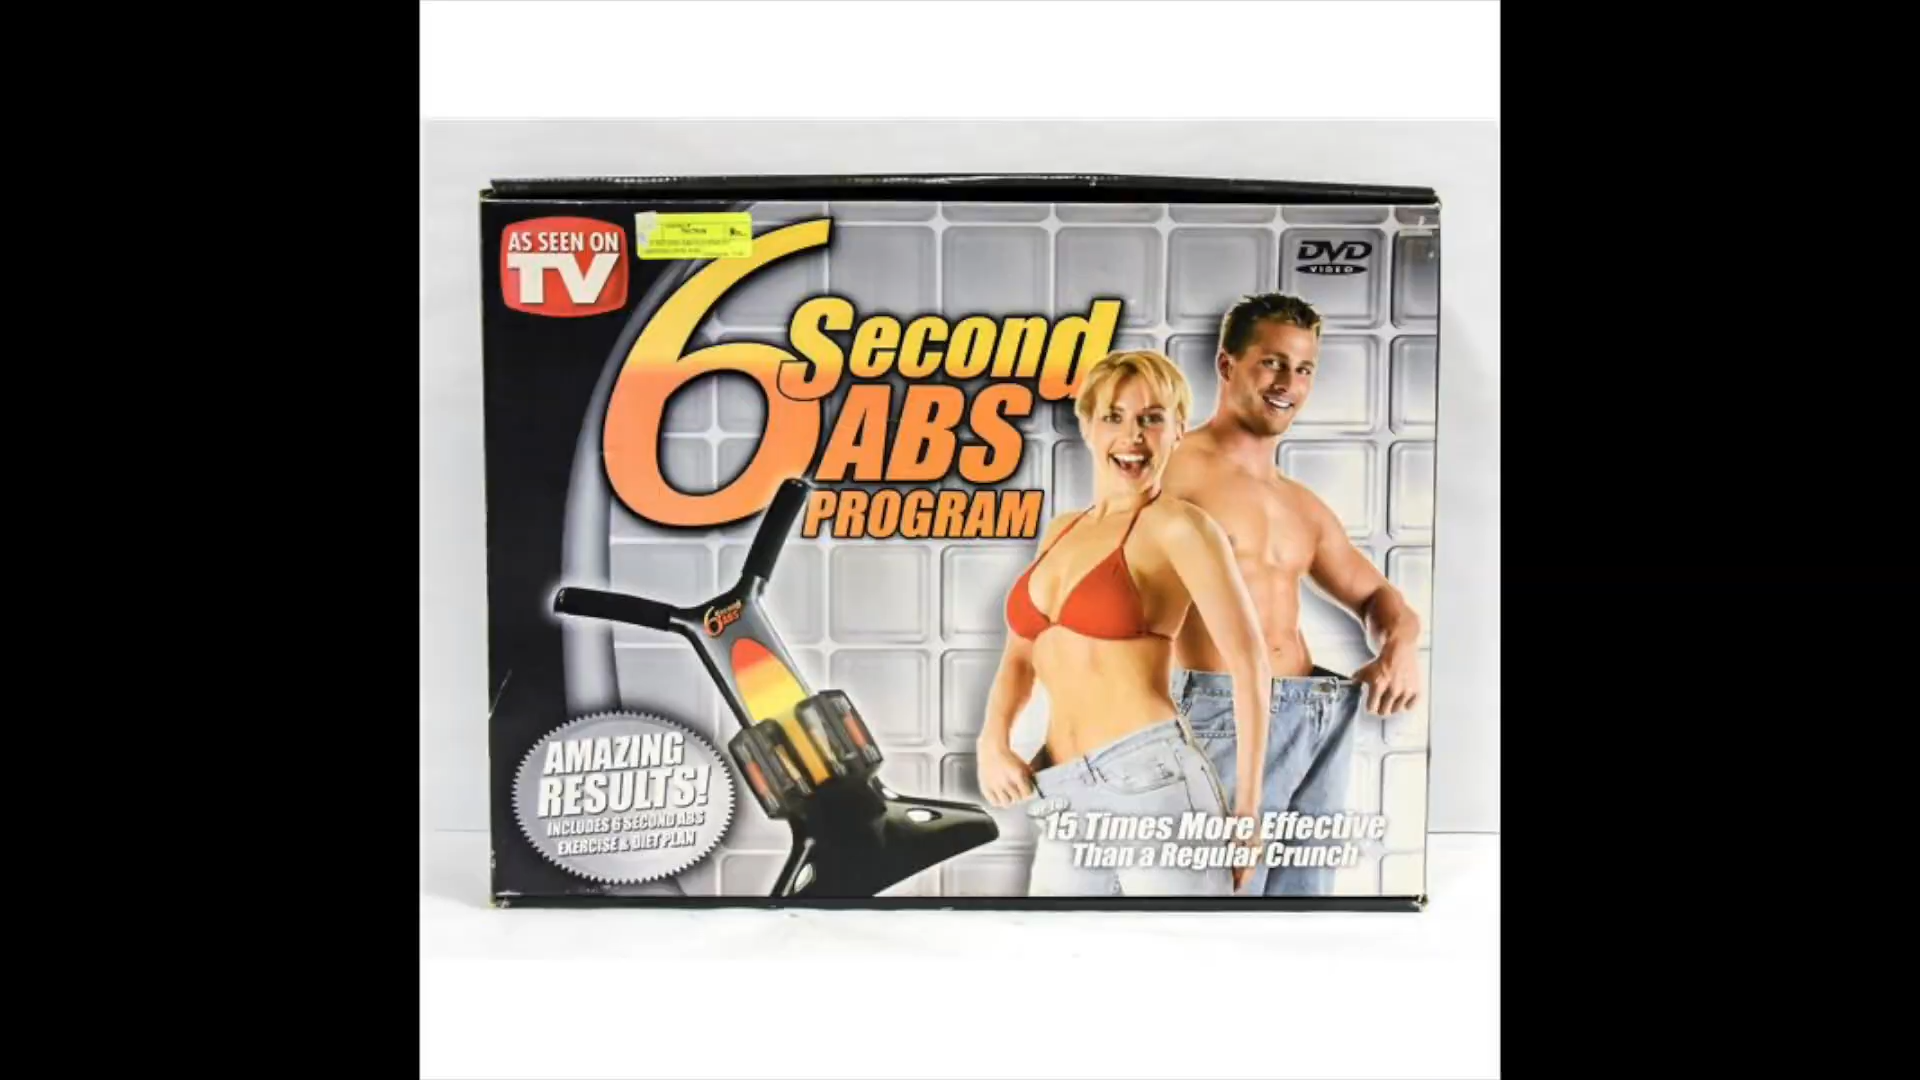 AS SEEN ON
TV
DVD
VIDEO
6 Second
ABS
PROGRAM
6 Second
ABS
AMAZING
RESULTS!
INCLUDES 6 SECOND ABS
EXERCISE & DIET PLAN
15 Times More Effective
Than a Regular Crunch